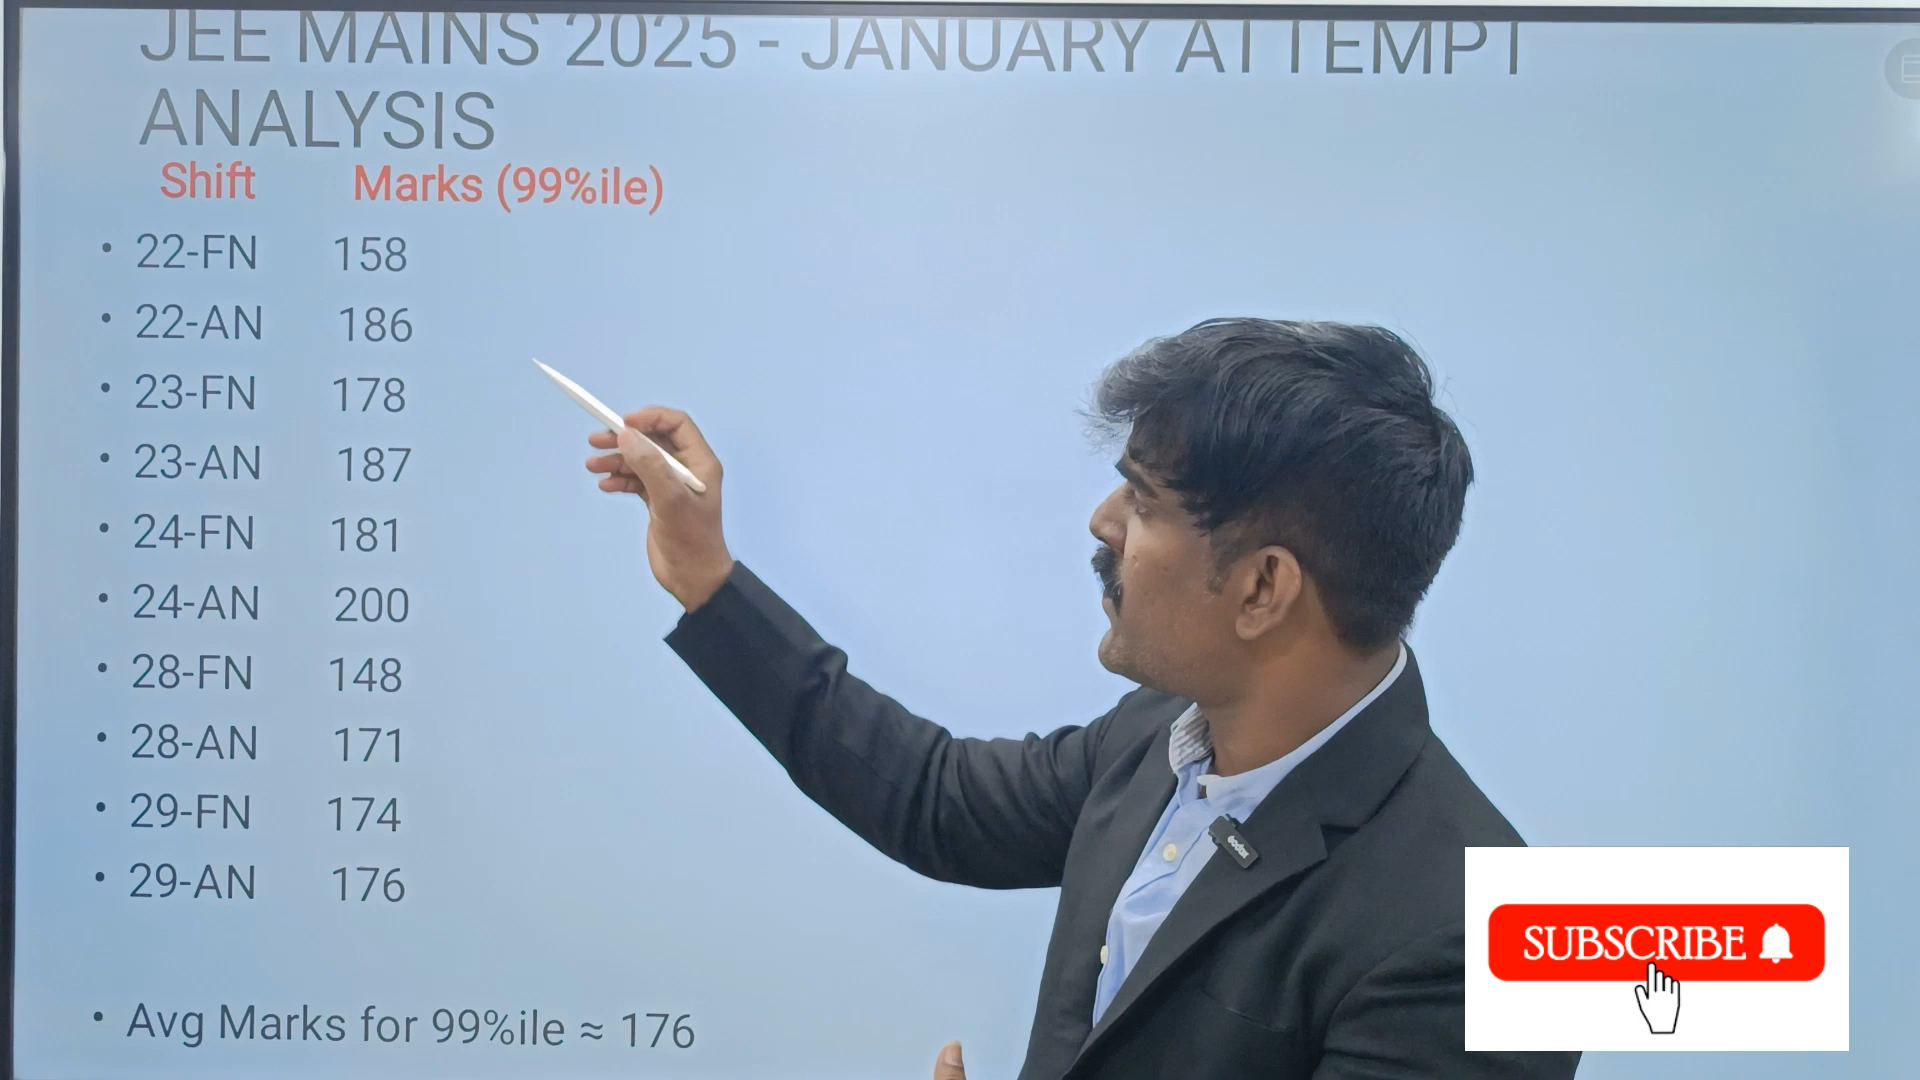 JEE MAINS 2025 - JANUARY ATTEMPT
ANALYSIS
Shift Marks (99%ile)
• 22-FN 158
• 22-AN 186
• 23-FN 178
• 23-AN 187
• 24-FN 181
• 24-AN 200
• 28-FN 148
• 28-AN 171
• 29-FN 174
• 29-AN 176
• Avg Marks for 99%ile ≈ 176
Godox
SUBSCRIBE